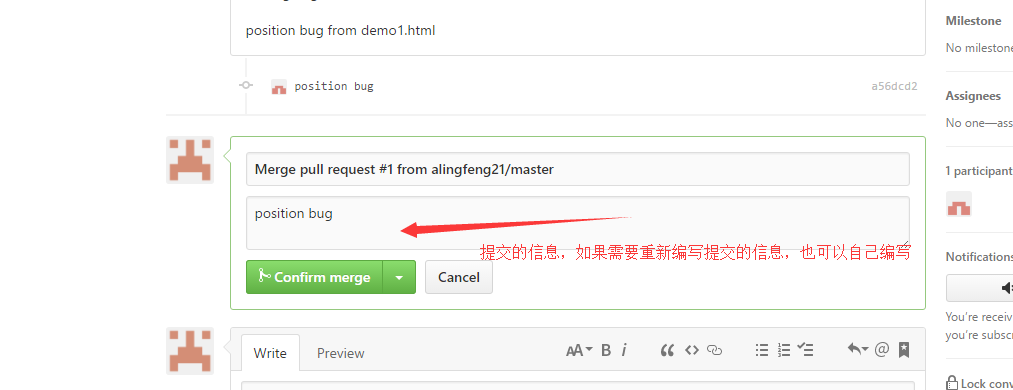 position bug from demo1.html
Milestone
No mileston
position bug
a56dcd2
Assignees
No one—ass
Merge pull request #1 from alingfeng21/master
1 participant
position bug
提交的信息，如果需要重新编写提交的信息，也可以自己编写
Confirm merge
Cancel
Notifications
You're receiv
you're subsc
Write
Preview
AA
B
i
@
Lock conv